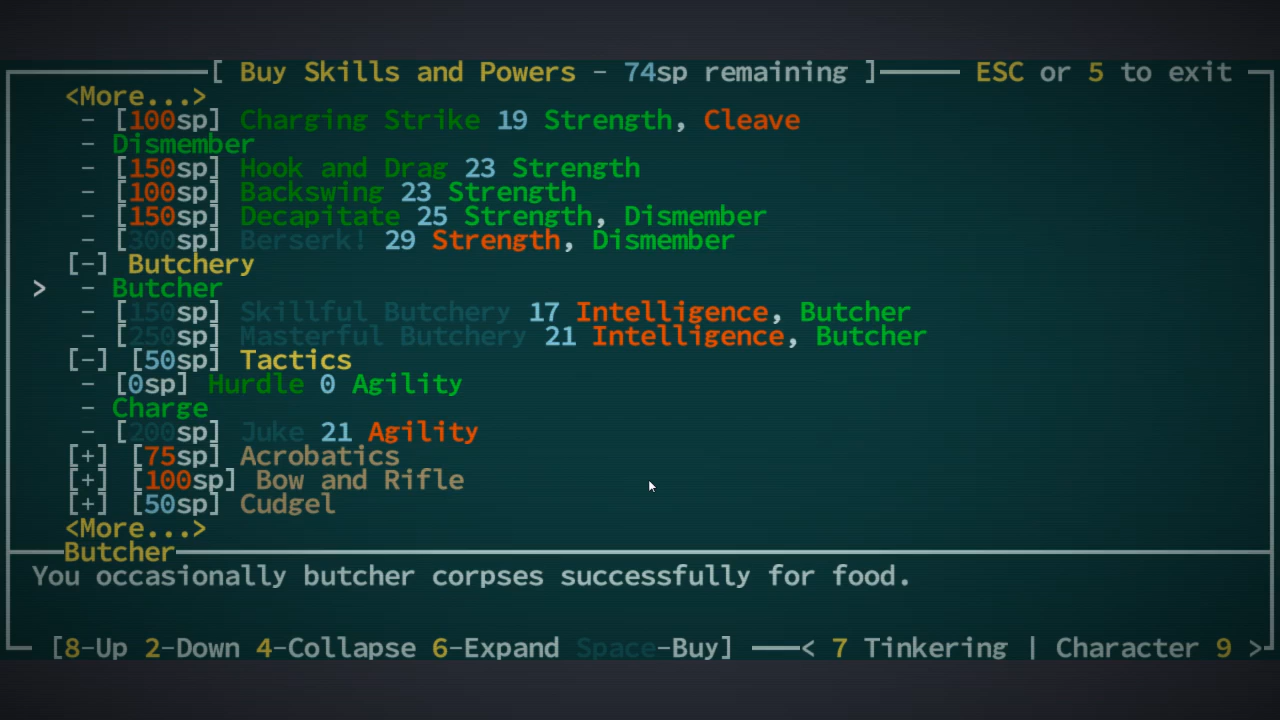 [ Buy Skills and Powers - 74sp remaining ] ESC or 5 to exit
<More...>
- [100sp] Charging Strike 19 Strength, Cleave
- Dismember
- [150sp] Hook and Drag 23 Strength
- [100sp] Backswing 23 Strength
- [150sp] Decapitate 25 Strength, Dismember
- [300sp] Berserk! 29 Strength, Dismember
[-] Butchery
> - Butcher
- [150sp] Skillful Butchery 17 Intelligence, Butcher
- [250sp] Masterful Butchery 21 Intelligence, Butcher
[-] [50sp] Tactics
- [0sp] Hurdle 0 Agility
- Charge
- [200sp] Juke 21 Agility
[+] [75sp] Acrobatics
[+] [100sp] Bow and Rifle
[+] [50sp] Cudgel
<More...>
Butcher
You occasionally butcher corpses successfully for food.
[8-Up 2-Down 4-Collapse 6-Expand Space-Buy] < 7 Tinkering | Character 9 >